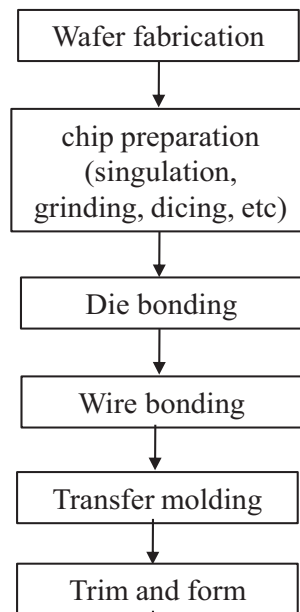 Wafer fabrication
chip preparation
(singulation,
grinding, dicing, etc)
Die bonding
Wire bonding
Transfer molding
Trim and form